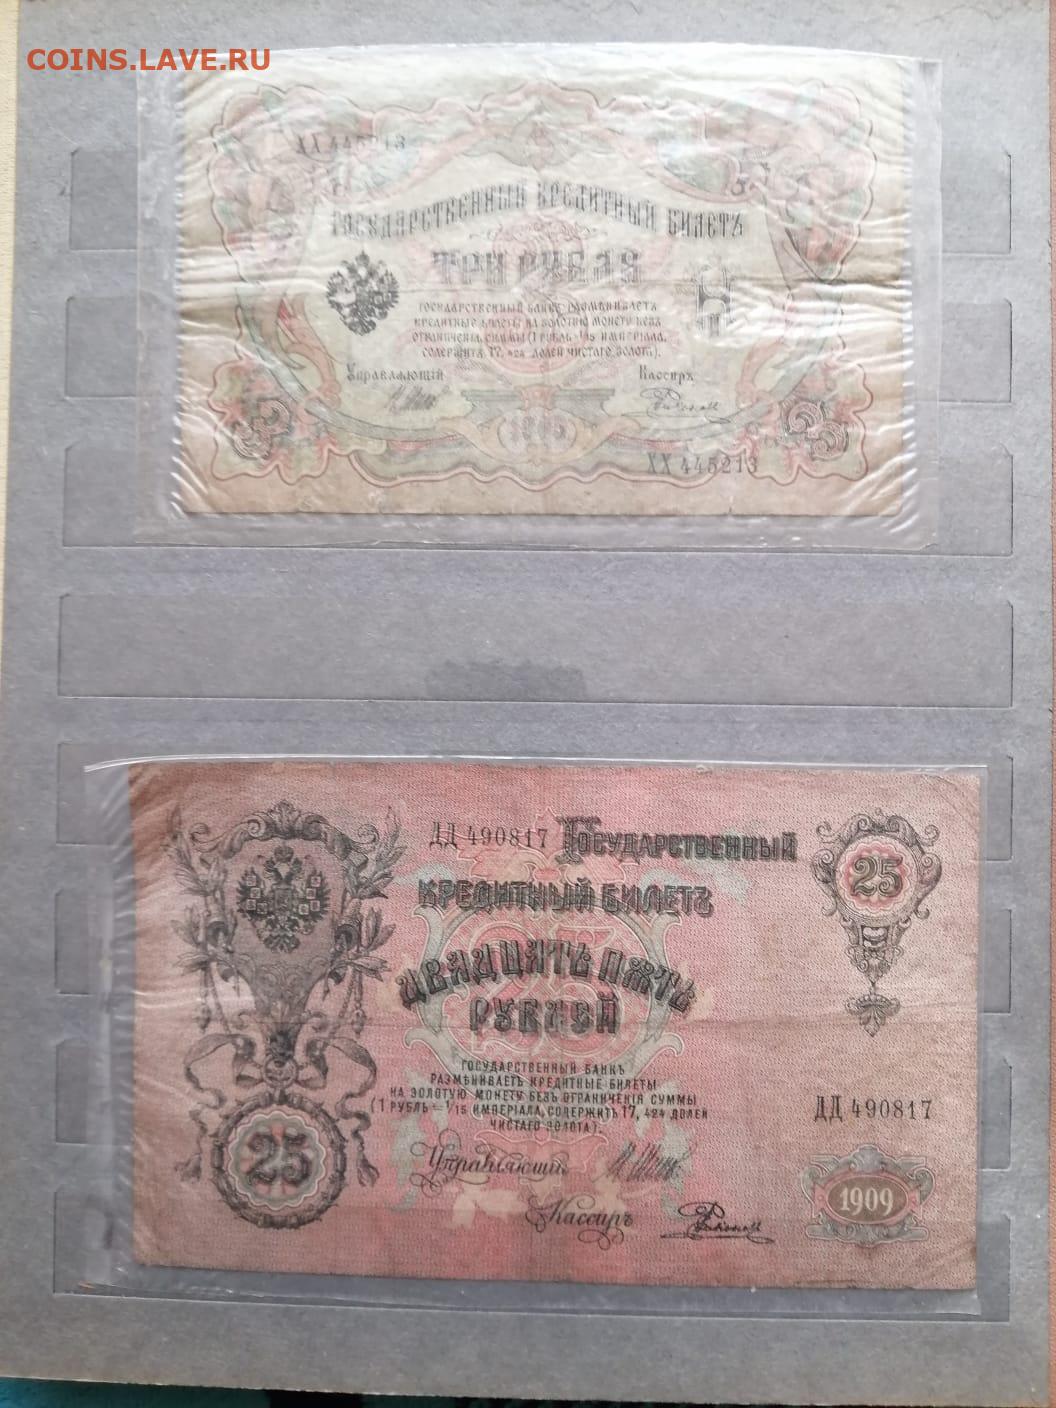 COINS.LAVE.RU
ХХ 445213
ГОСУДАРСТВЕННЫЙ КРЕДИТНЫЙ БИЛЕТЪ
ТРИ РУБЛЯ
ГОСУДАРСТВЕННЫЙ БАНКЪ РАЗМѢНИВАЕТЪ
КРЕДИТНЫЕ БИЛЕТЫ НА ЗОЛОТУЮ МОНЕТУ БЕЗЪ
ОГРАНИЧЕНІЯ СУММЫ (1 РУБЛЬ = 1/15 ИМПЕРІАЛА,
СОДЕРЖИТЪ 17, 424 ДОЛЕЙ ЧИСТАГО ЗОЛОТА).
Управляющій
Кассиръ
3
1905
3
ХХ 445213
ДД 490817
ГОСУДАРСТВЕННЫЙ
25
КРЕДИТНЫЙ БИЛЕТЪ
25
ДВАДЦАТЬ ПЯТЬ
РУБЛЕЙ
ГОСУДАРСТВЕННЫЙ БАНКЪ
РАЗМѢНИВАЕТЪ КРЕДИТНЫЕ БИЛЕТЫ
НА ЗОЛОТУЮ МОНЕТУ БЕЗЪ ОГРАНИЧЕНІЯ СУММЫ
(1 РУБЛЬ = 1/15 ИМПЕРІАЛА, СОДЕРЖИТЪ 17, 424 ДОЛЕЙ
ЧИСТАГО ЗОЛОТА).
ДД 490817
25
Управляющій
Кассиръ
1909